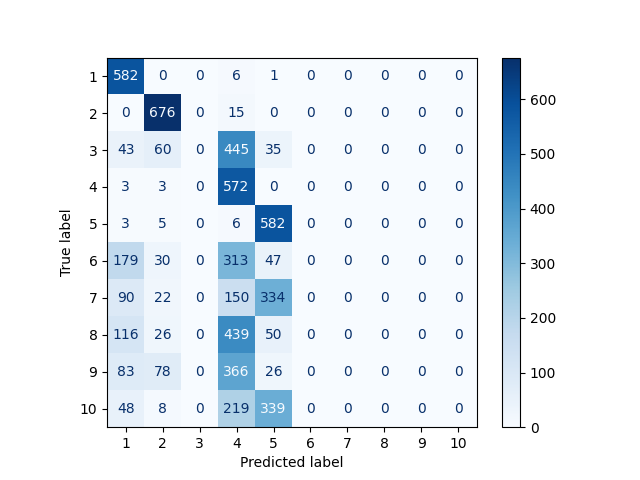 1 582 0 0 6 1 0 0 0 0 0
2 0 676 0 15 0 0 0 0 0 0
3 43 60 0 445 35 0 0 0 0 0
4 3 3 0 572 0 0 0 0 0 0
5 3 5 0 6 582 0 0 0 0 0
6 179 30 0 313 47 0 0 0 0 0
7 90 22 0 150 334 0 0 0 0 0
8 116 26 0 439 50 0 0 0 0 0
9 83 78 0 366 26 0 0 0 0 0
10 48 8 0 219 339 0 0 0 0 0
1 2 3 4 5 6 7 8 9 10
Predicted label
True label
600
500
400
300
200
100
0